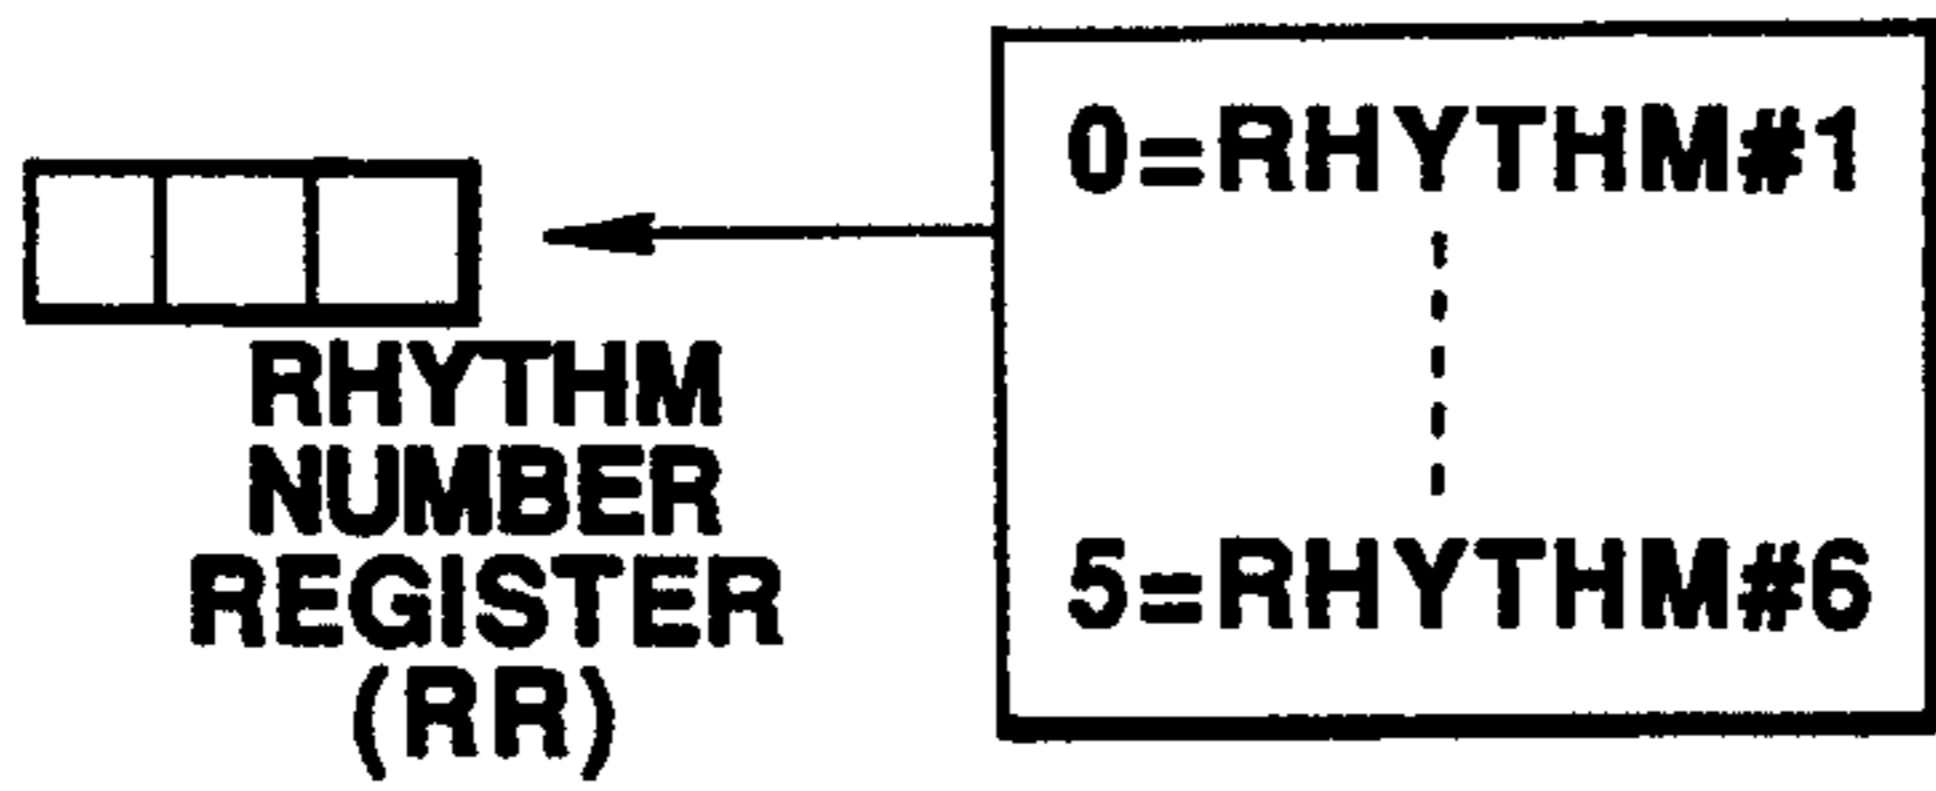 0=RHYTHM#1
5=RHYTHM#6
RHYTHM
NUMBER
REGISTER
(RR)